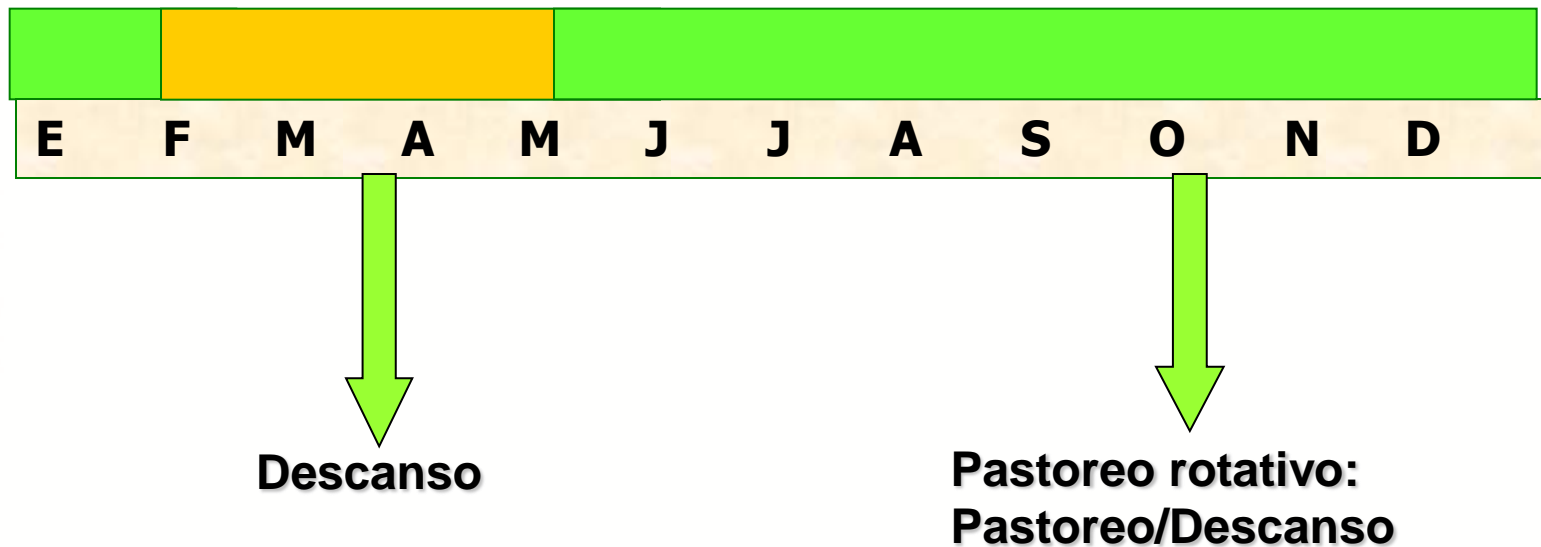 E F M A M J J A S O N D
Descanso
Pastoreo rotativo:
Pastoreo/Descanso